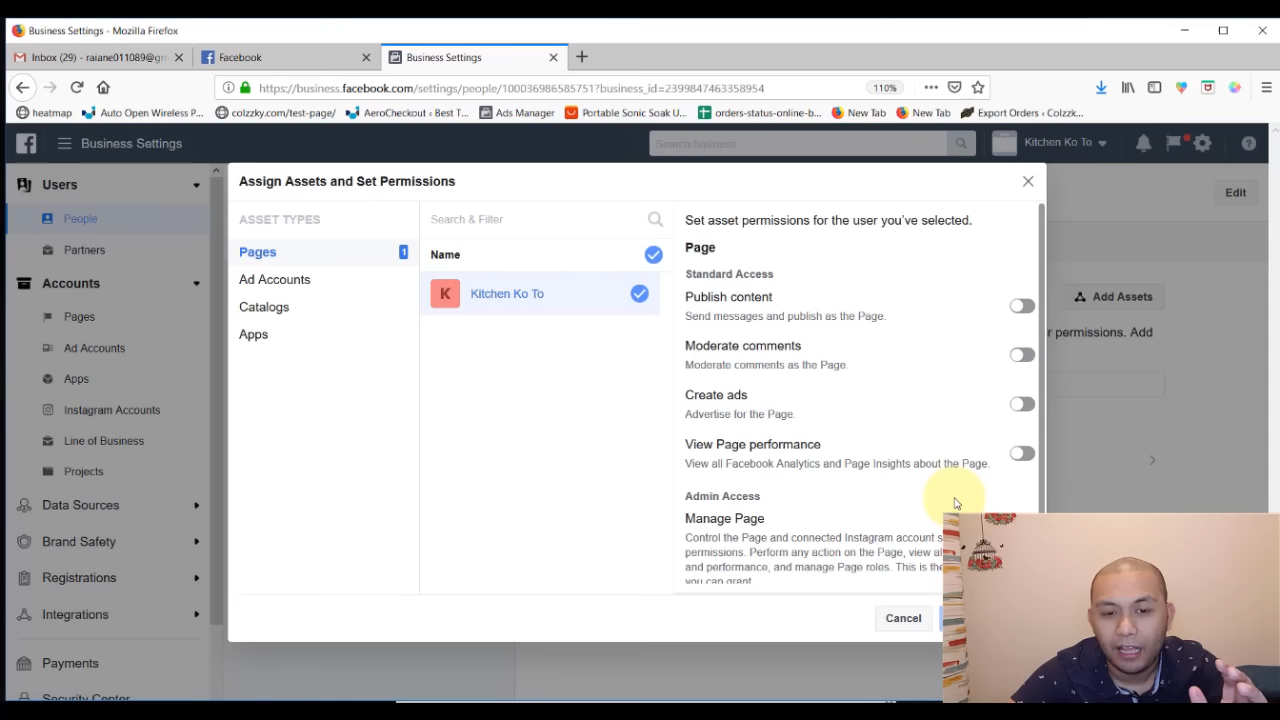 Business Settings - Mozilla Firefox
Inbox (29) - raiane011089@gm
Facebook
Business Settings
https://business.facebook.com/settings/people/100036986585751?business_id=2399847463358954
110%
heatmap
Auto Open Wireless P...
colzzky.com/test-page/
AeroCheckout ‹ Best T...
Ads Manager
Portable Sonic Soak U...
orders-status-online-b...
New Tab
New Tab
Export Orders ‹ Colzzk...
Business Settings
Search business
Kitchen Ko To
Users
People
Partners
Accounts
Pages
Ad Accounts
Apps
Instagram Accounts
Line of Business
Projects
Data Sources
Brand Safety
Registrations
Integrations
Payments
Security Center
Assign Assets and Set Permissions
ASSET TYPES
Pages
1
Ad Accounts
Catalogs
Apps
Search & Filter
Name
K
Kitchen Ko To
Set asset permissions for the user you've selected.
Page
Standard Access
Publish content
Send messages and publish as the Page.
Moderate comments
Moderate comments as the Page.
Create ads
Advertise for the Page.
View Page performance
View all Facebook Analytics and Page Insights about the Page.
Admin Access
Manage Page
Control the Page and connected Instagram account s
permissions. Perform any action on the Page, view al
and performance, and manage Page roles. This is the
you can grant.
Cancel
Edit
Add Assets
r permissions. Add